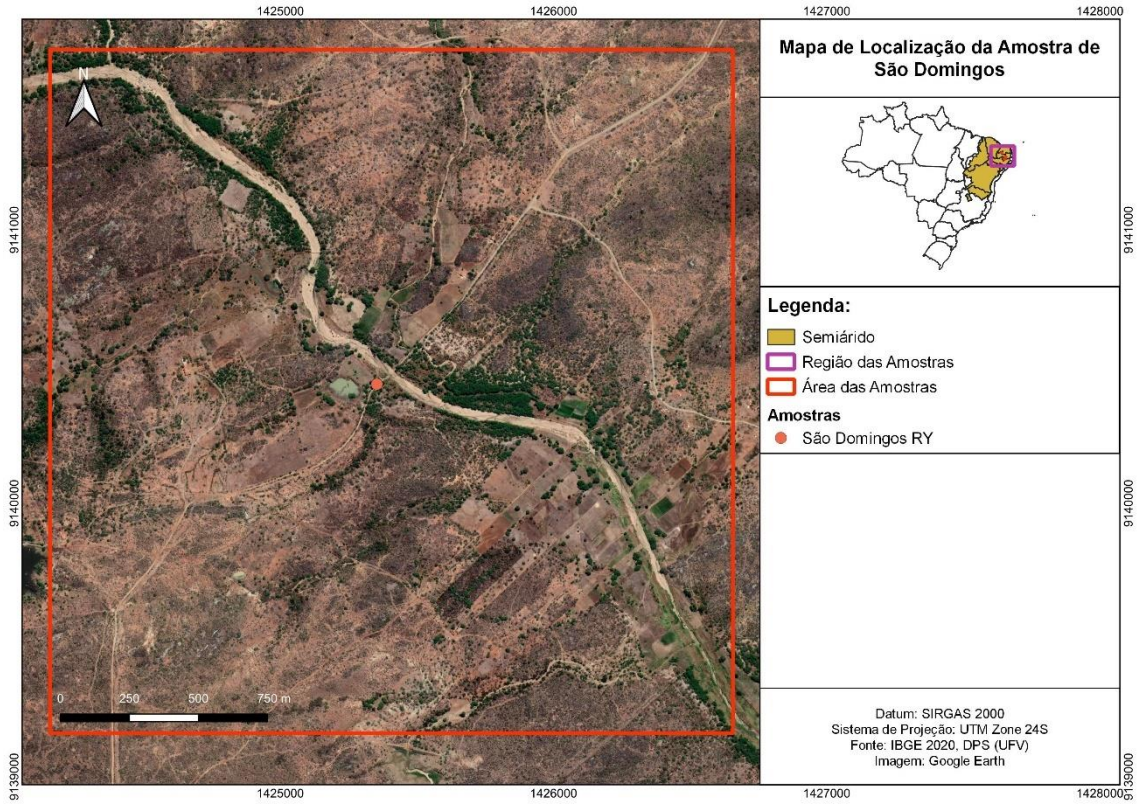 1425000
1426000
1427000
1428000
Mapa de Localização da Amostra de
São Domingos
N
9141000
9141000
Legenda:
Semiárido
Região das Amostras
Área das Amostras
Amostras
São Domingos RY
9140000
9140000
0 250 500 750 m
Datum: SIRGAS 2000
Sistema de Projeção: UTM Zone 24S
Fonte: IBGE 2020, DPS (UFV)
Imagem: Google Earth
9139000
9139000
1425000
1426000
1427000
1428000